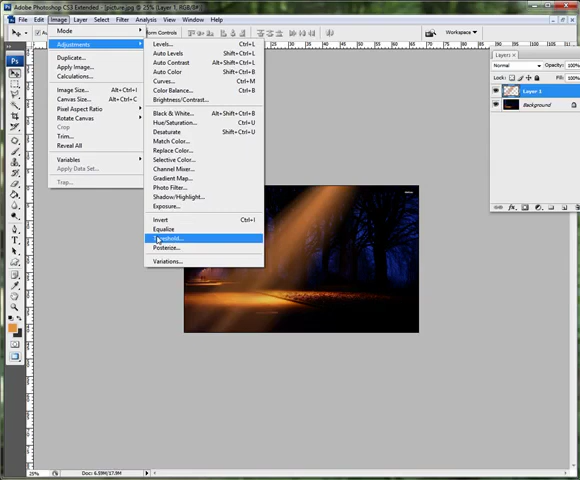 Adobe Photoshop CS3 Extended - [picture.jpg @ 25% (Layer 1, RGB/8#)]
File Edit Image Layer Select Filter Analysis View Window Help
Workspace
Mode
Adjustments
Duplicate...
Apply Image...
Calculations...
Image Size... Alt+Ctrl+I
Canvas Size... Alt+Ctrl+C
Pixel Aspect Ratio
Rotate Canvas
Crop
Trim...
Reveal All
Variables
Apply Data Set...
Trap...
Levels... Ctrl+L
Auto Levels Shift+Ctrl+L
Auto Contrast Alt+Shift+Ctrl+L
Auto Color Shift+Ctrl+B
Curves... Ctrl+M
Color Balance... Ctrl+B
Brightness/Contrast...
Black & White... Alt+Shift+Ctrl+B
Hue/Saturation... Ctrl+U
Desaturate Shift+Ctrl+U
Match Color...
Replace Color...
Selective Color...
Channel Mixer...
Gradient Map...
Photo Filter...
Shadow/Highlight...
Exposure...
Invert Ctrl+I
Equalize
Threshold...
Posterize...
Variations...
Layers
Normal Opacity: 100%
Lock: Fill: 100%
Layer 1
Background
25% Doc: 6.59M/17.9M